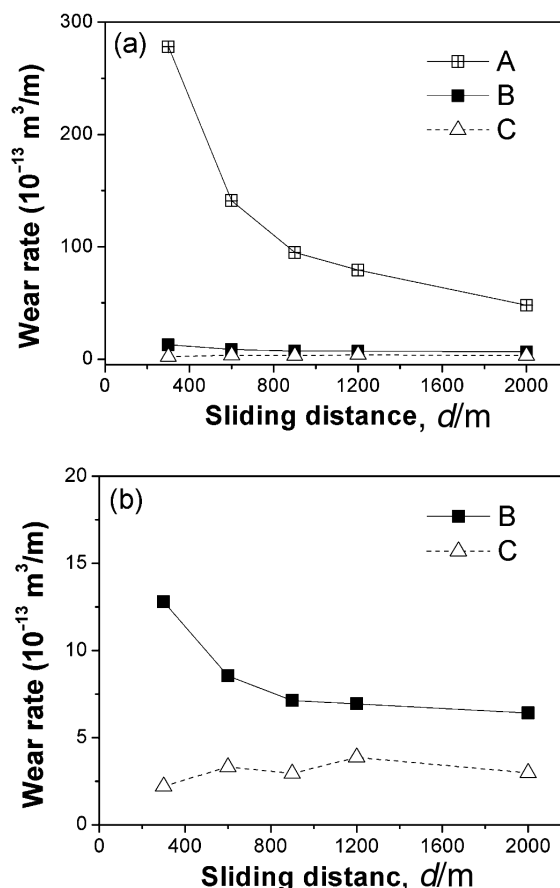 (a)
A
B
C
300
200
100
0
Wear rate (10⁻¹³ m³/m)
0 400 800 1200 1600 2000
Sliding distance, d/m
(b)
B
C
20
15
10
5
0
Wear rate (10⁻¹³ m³/m)
0 400 800 1200 1600 2000
Sliding distanc, d/m